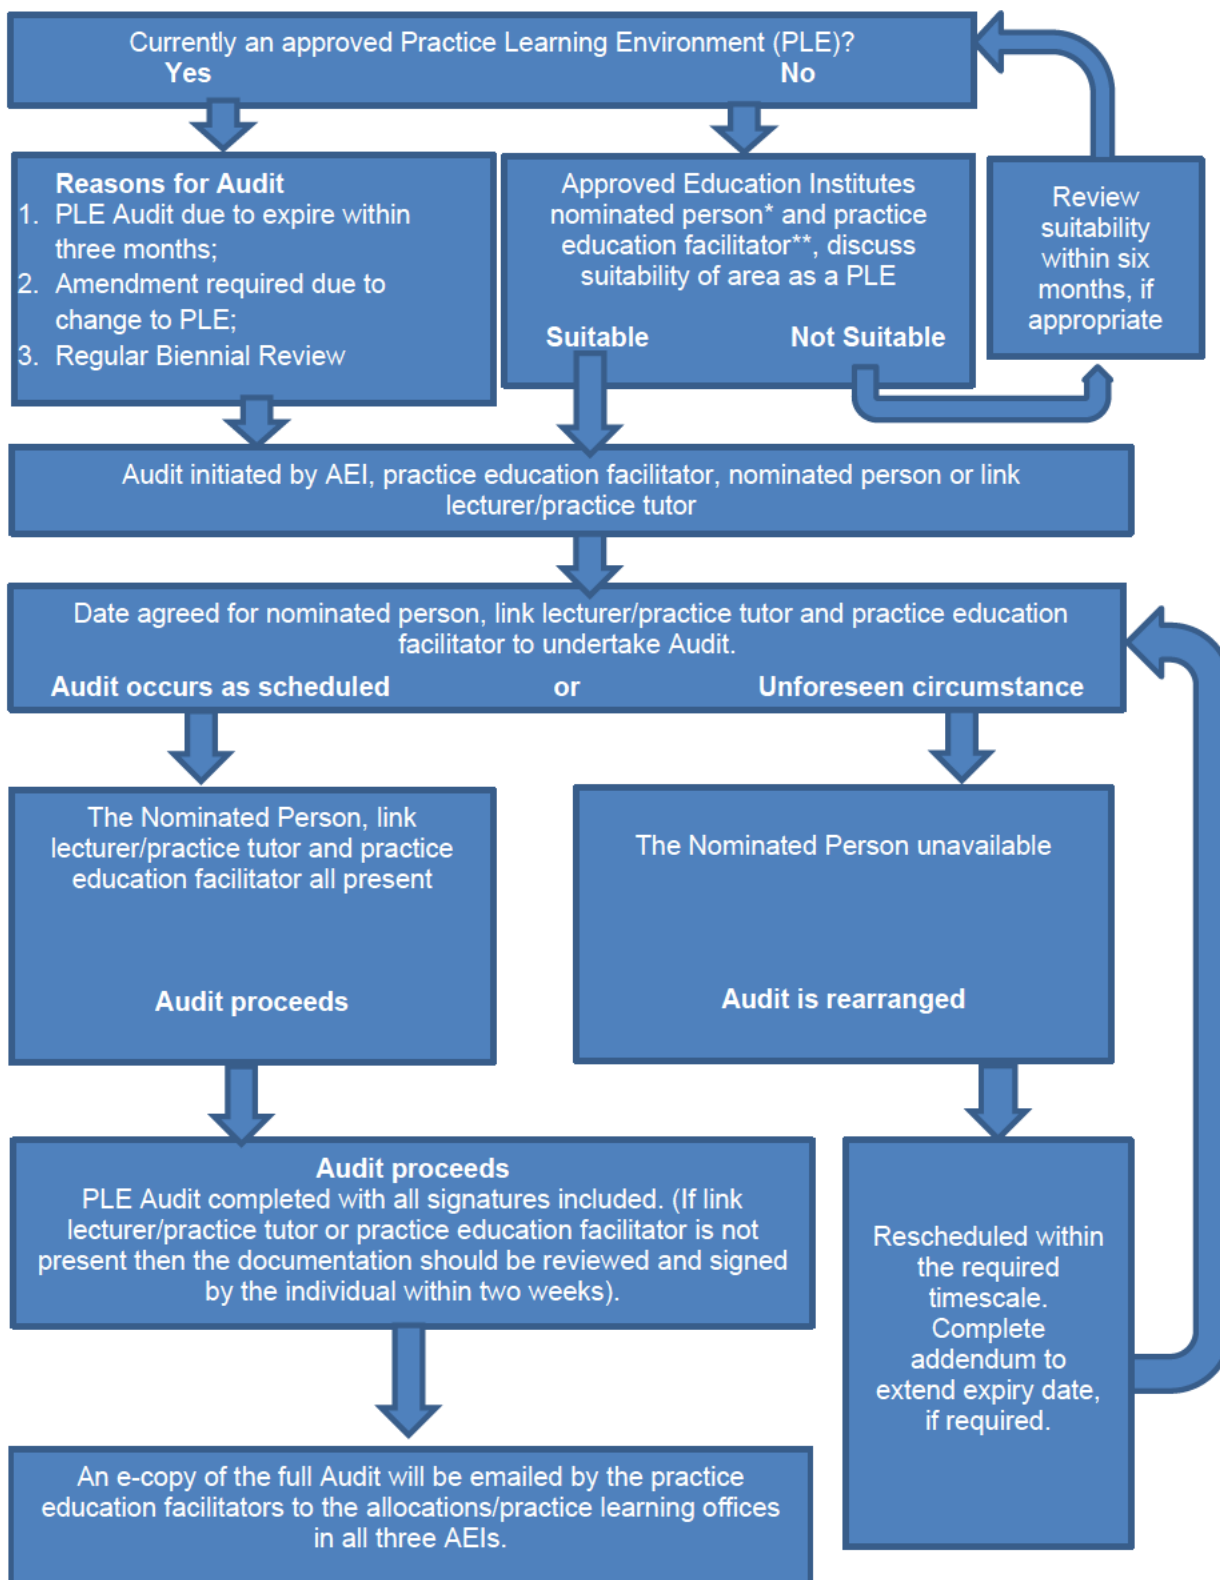 Currently an approved Practice Learning Environment (PLE)?
Yes No
Reasons for Audit
1. PLE Audit due to expire within
three months;
2. Amendment required due to
change to PLE;
3. Regular Biennial Review
Approved Education Institutes
nominated person* and practice
education facilitator**, discuss
suitability of area as a PLE
Suitable Not Suitable
Review
suitability
within six
months, if
appropriate
Audit initiated by AEI, practice education facilitator, nominated person or link
lecturer/practice tutor
Date agreed for nominated person, link lecturer/practice tutor and practice education
facilitator to undertake Audit.
Audit occurs as scheduled or Unforeseen circumstance
The Nominated Person, link
lecturer/practice tutor and practice
education facilitator all present
Audit proceeds
The Nominated Person unavailable
Audit is rearranged
Audit proceeds
PLE Audit completed with all signatures included. (If link
lecturer/practice tutor or practice education facilitator is not
present then the documentation should be reviewed and signed
by the individual within two weeks).
Rescheduled within
the required
timescale.
Complete
addendum to
extend expiry date,
if required.
An e-copy of the full Audit will be emailed by the practice
education facilitators to the allocations/practice learning offices
in all three AEIs.